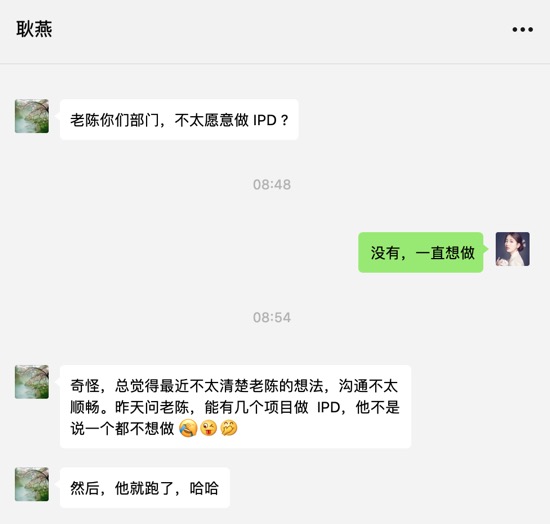 耿燕
老陈你们部门，不太愿意做 IPD？
08:48
没有，一直想做
08:54
奇怪，总觉得最近不太清楚老陈的想法，沟通不太
顺畅。昨天问老陈，能有几个项目做 IPD，他不是
说一个都不想做🤣😜🤔
然后，他就跑了，哈哈